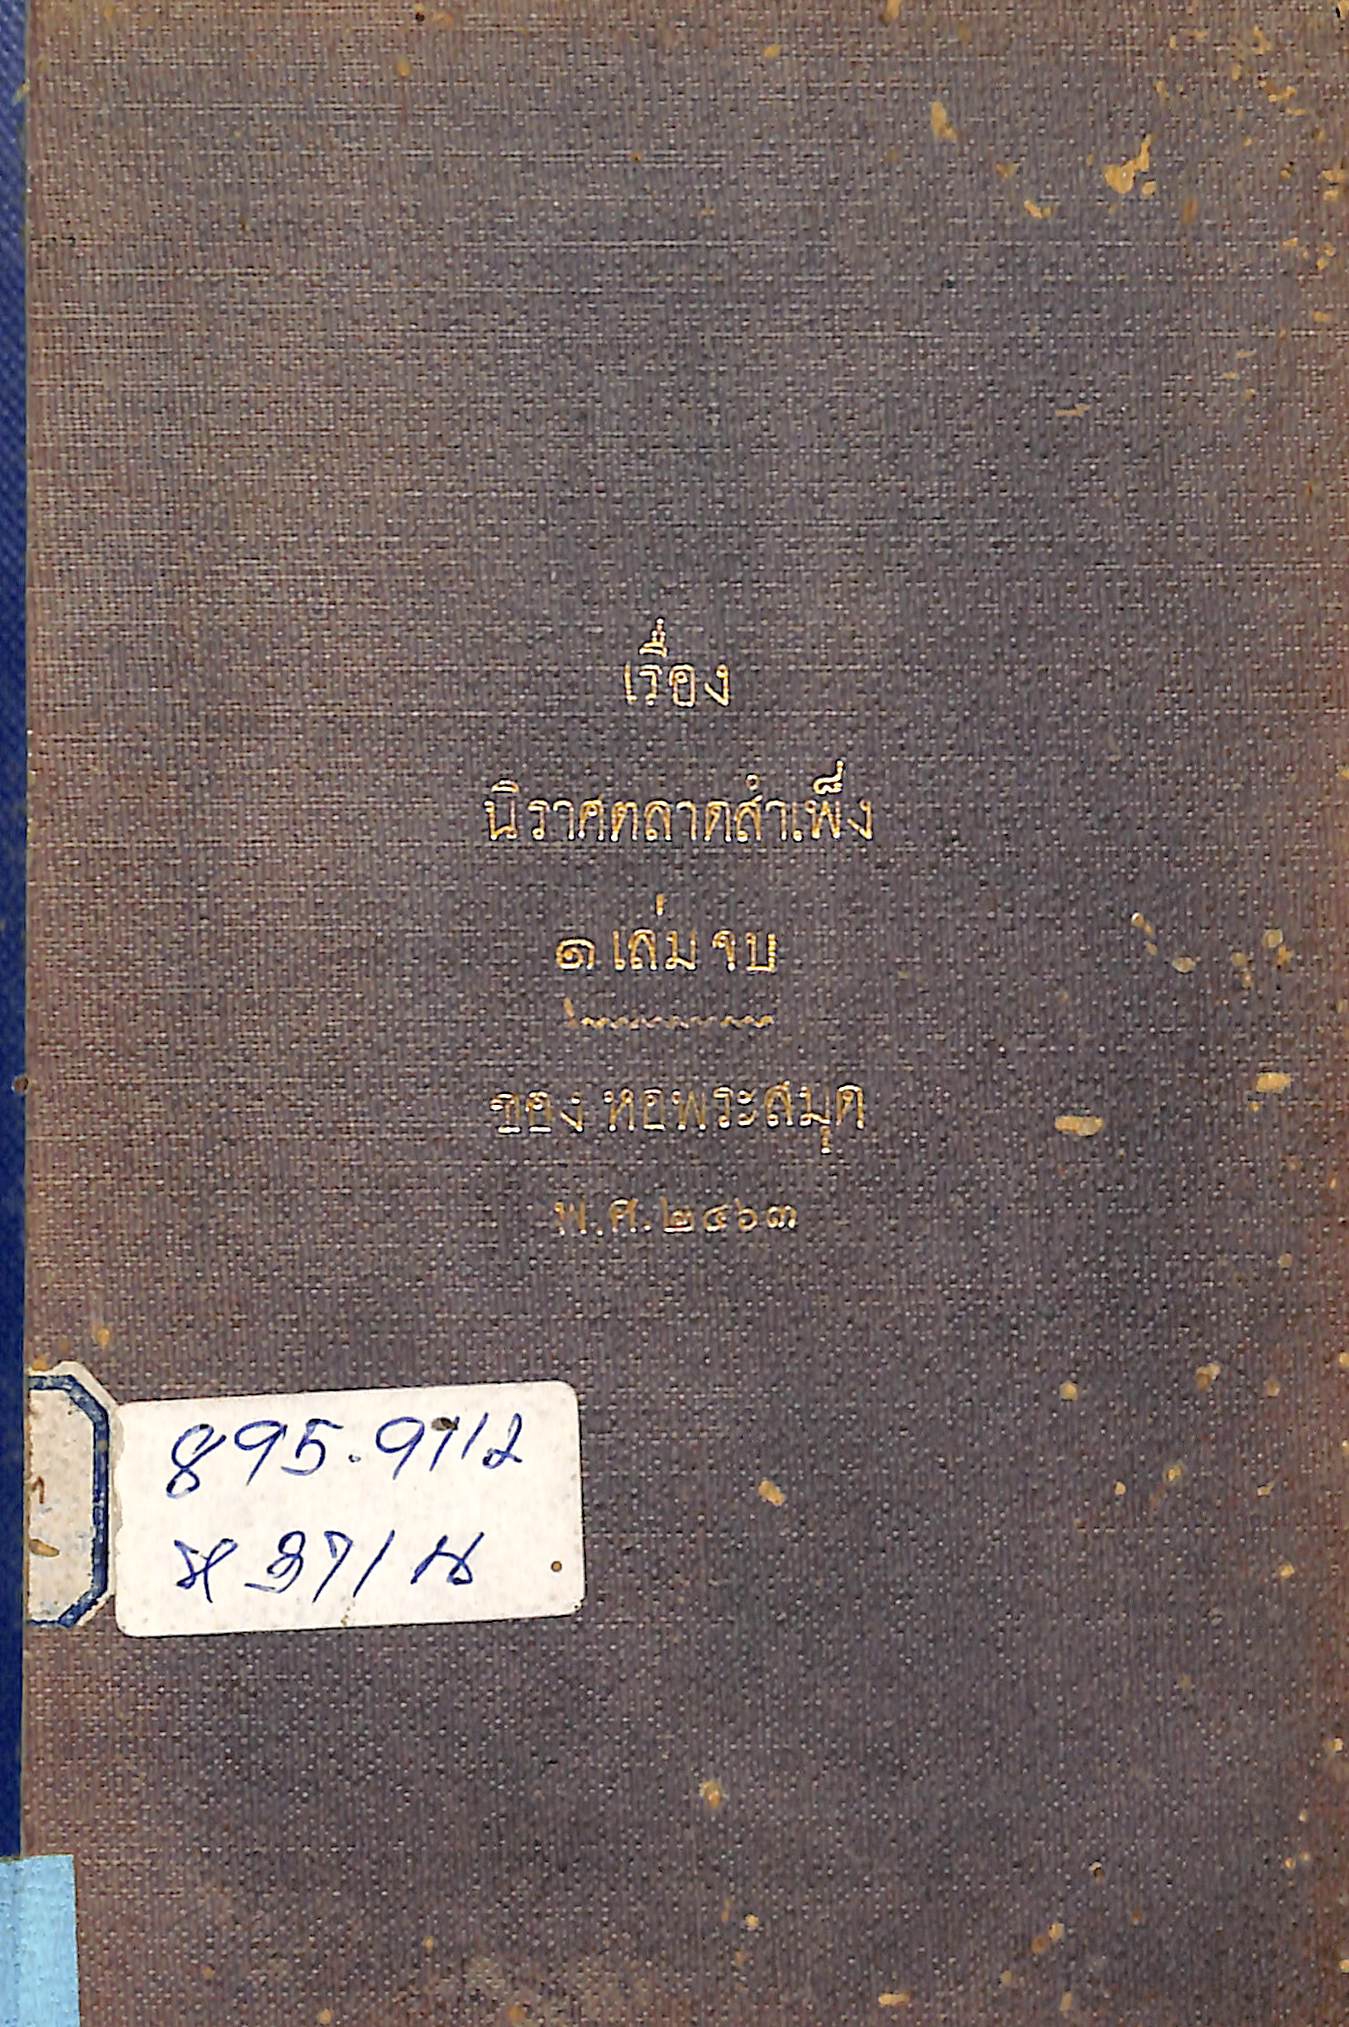 เรื่อง
นิราศตลาดสำเพ็ง
๑ เล่ม จบ
ของ หอพระสมุด
พ.ศ.๒๔๖๓
895.9112